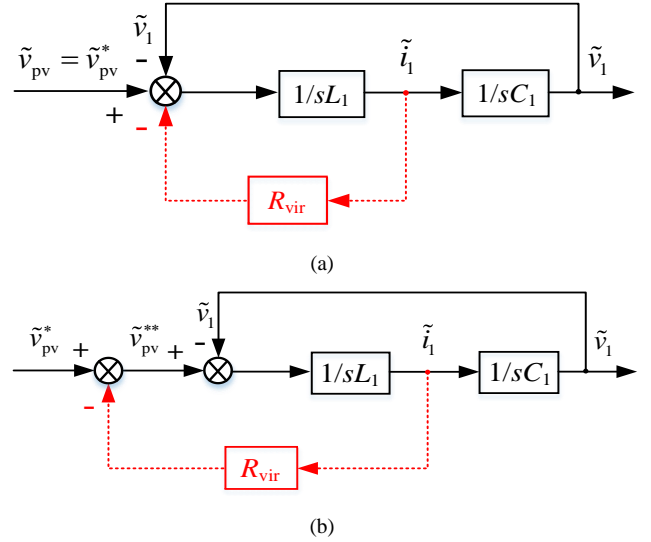 ṽ₁
ṽpv = ṽ*pv
-
+
-
1/sL₁
ĩ₁
1/sC₁
ṽ₁
Rvir
(a)
ṽ*pv
+
-
ṽ**pv
+
-
ṽ₁
1/sL₁
ĩ₁
1/sC₁
ṽ₁
Rvir
(b)